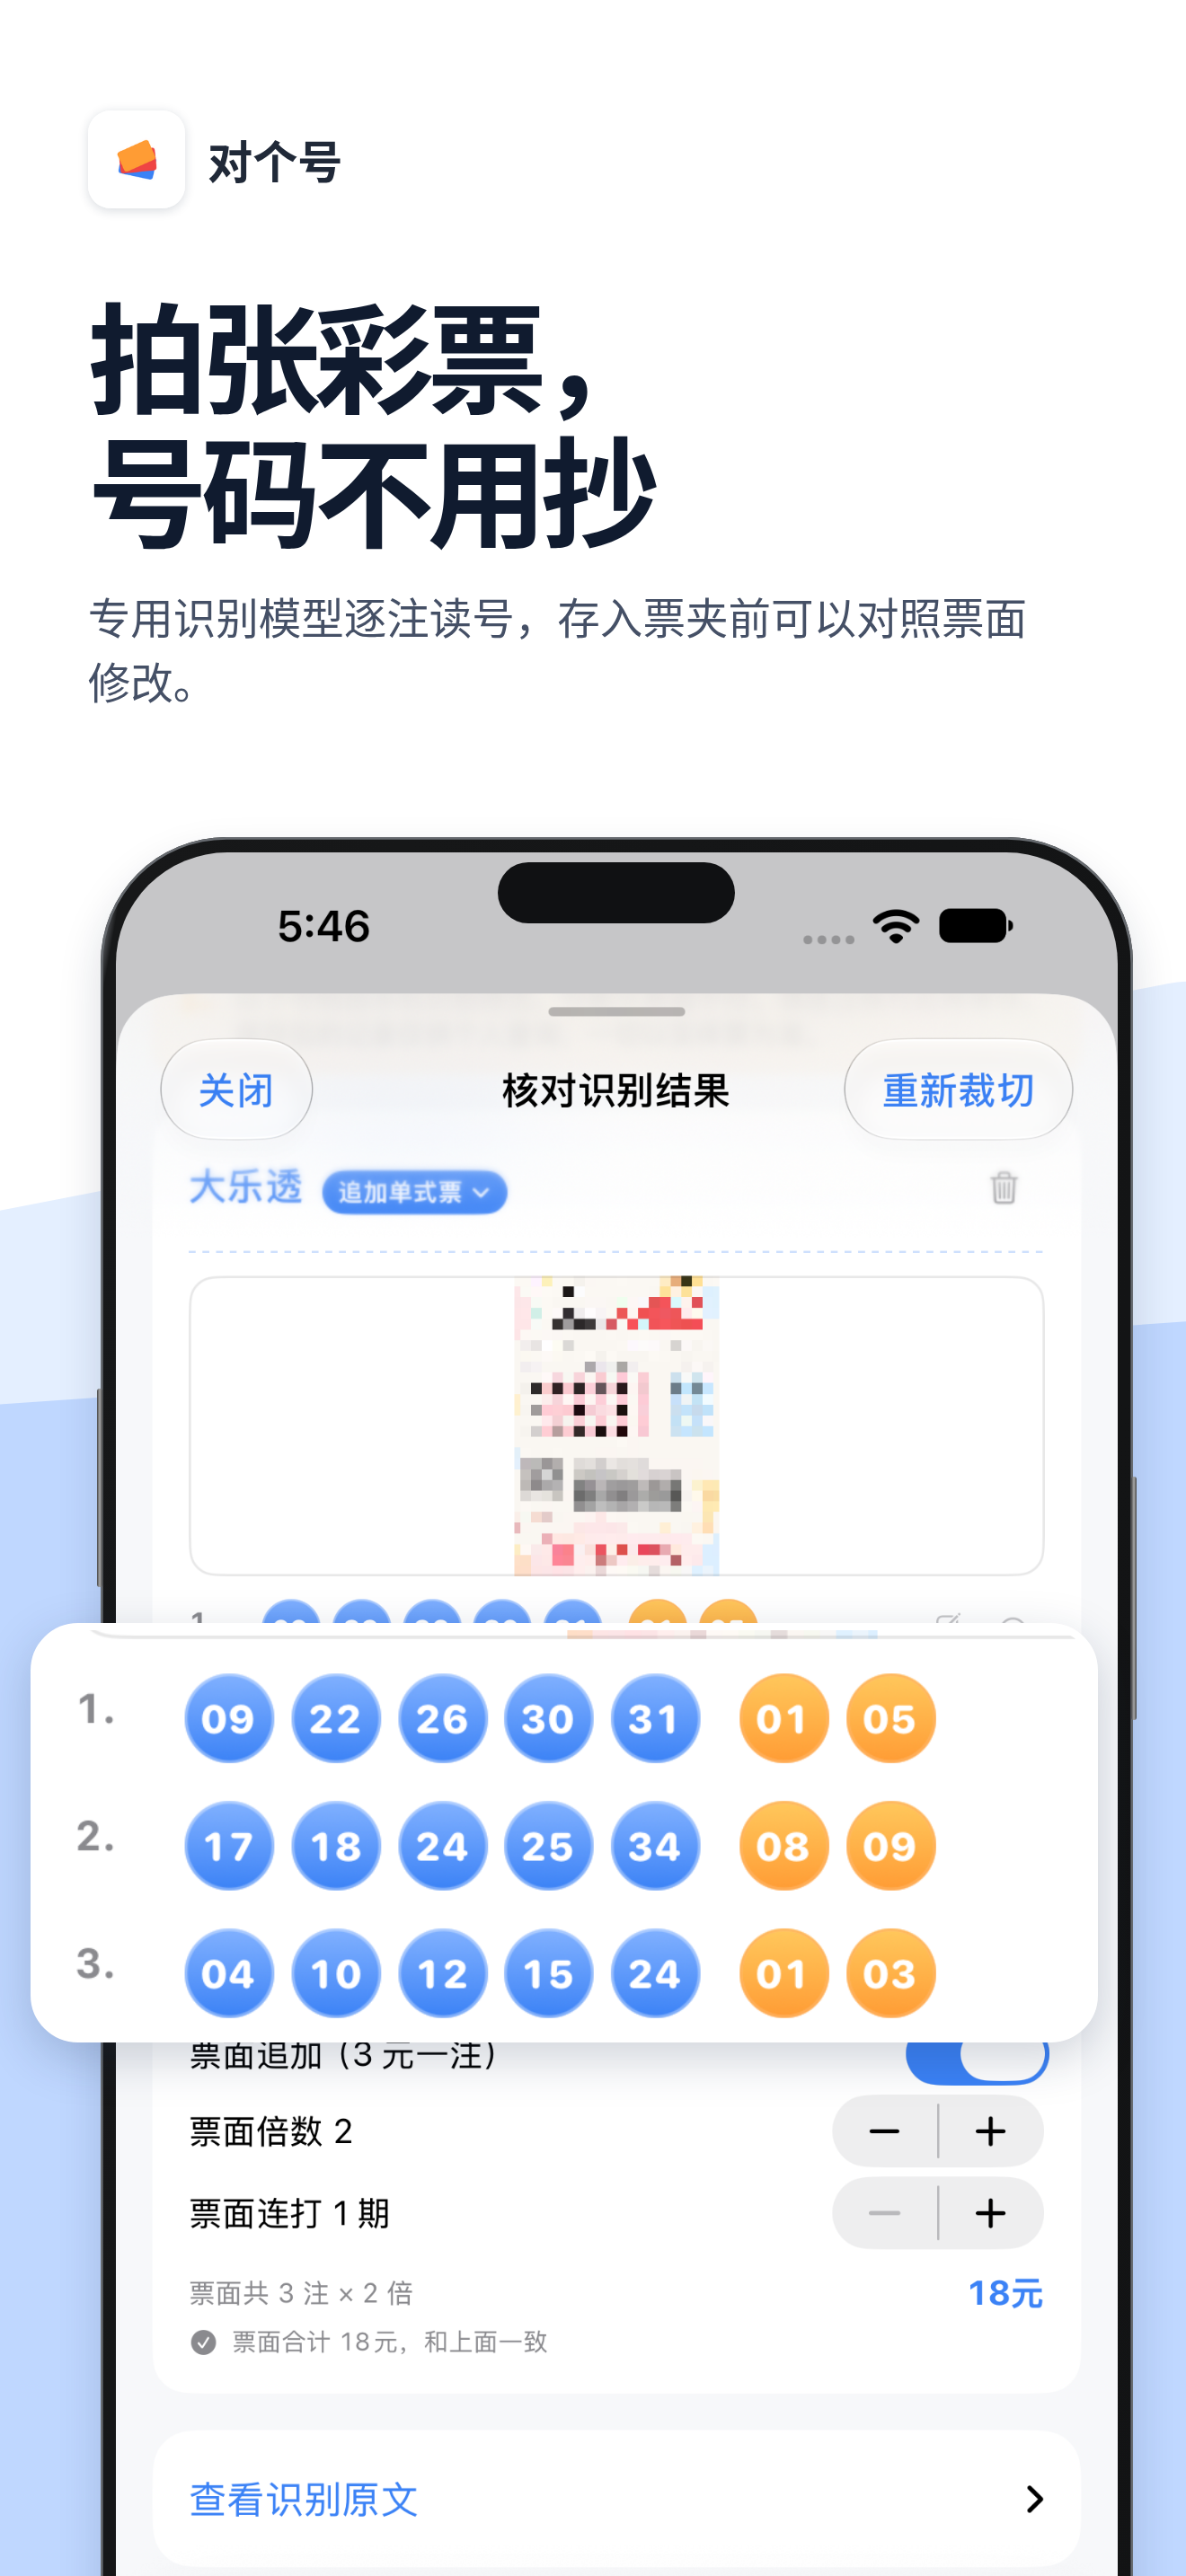 对个号
拍张彩票，
号码不用抄
专用识别模型逐注读号，存入票夹前可以对照票面
修改。
5:46
关闭
核对识别结果
重新裁切
大乐透 追加单式票
1. 09 22 26 30 31 01 05
2. 17 18 24 25 34 08 09
3. 04 10 12 15 24 01 03
票面追加（3 元一注）
票面倍数 2
票面连打 1 期
票面共 3 注 × 2 倍 18元
票面合计 18元，和上面一致
查看识别原文